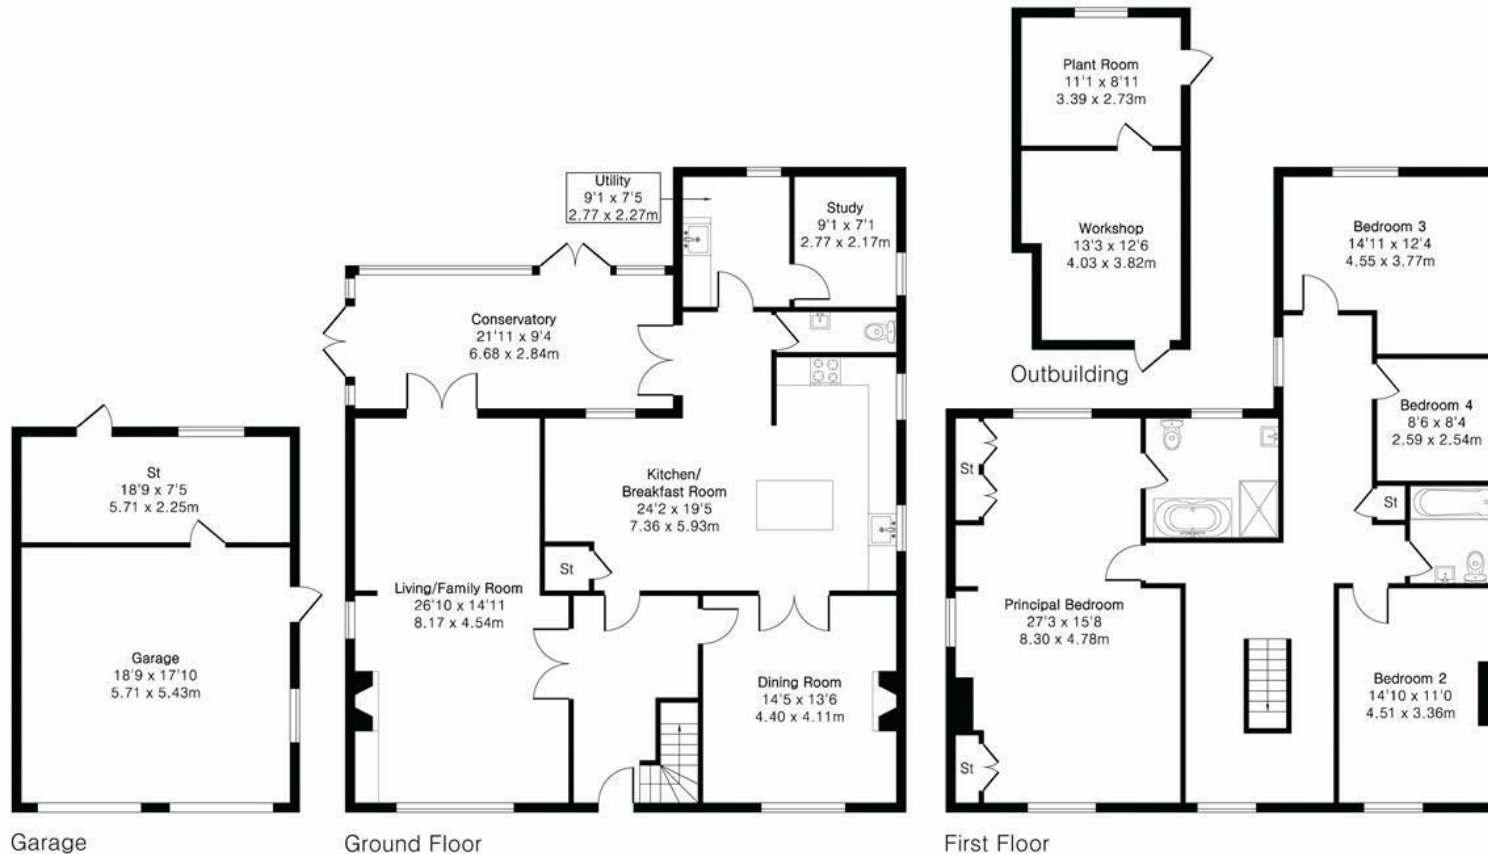 Plant Room
11'1 x 8'11
3.39 x 2.73m
Workshop
13'3 x 12'6
4.03 x 3.82m
Outbuilding
Utility
9'1 x 7'5
2.77 x 2.27m
Study
9'1 x 7'1
2.77 x 2.17m
Conservatory
21'11 x 9'4
6.68 x 2.84m
Kitchen/
Breakfast Room
24'2 x 19'5
7.36 x 5.93m
St
Living/Family Room
26'10 x 14'11
8.17 x 4.54m
Dining Room
14'5 x 13'6
4.40 x 4.11m
Ground Floor
St
18'9 x 7'5
5.71 x 2.25m
Garage
18'9 x 17'10
5.71 x 5.43m
Garage
Bedroom 3
14'11 x 12'4
4.55 x 3.77m
Bedroom 4
8'6 x 8'4
2.59 x 2.54m
St
St
Principal Bedroom
27'3 x 15'8
8.30 x 4.78m
Bedroom 2
14'10 x 11'0
4.51 x 3.36m
St
First Floor